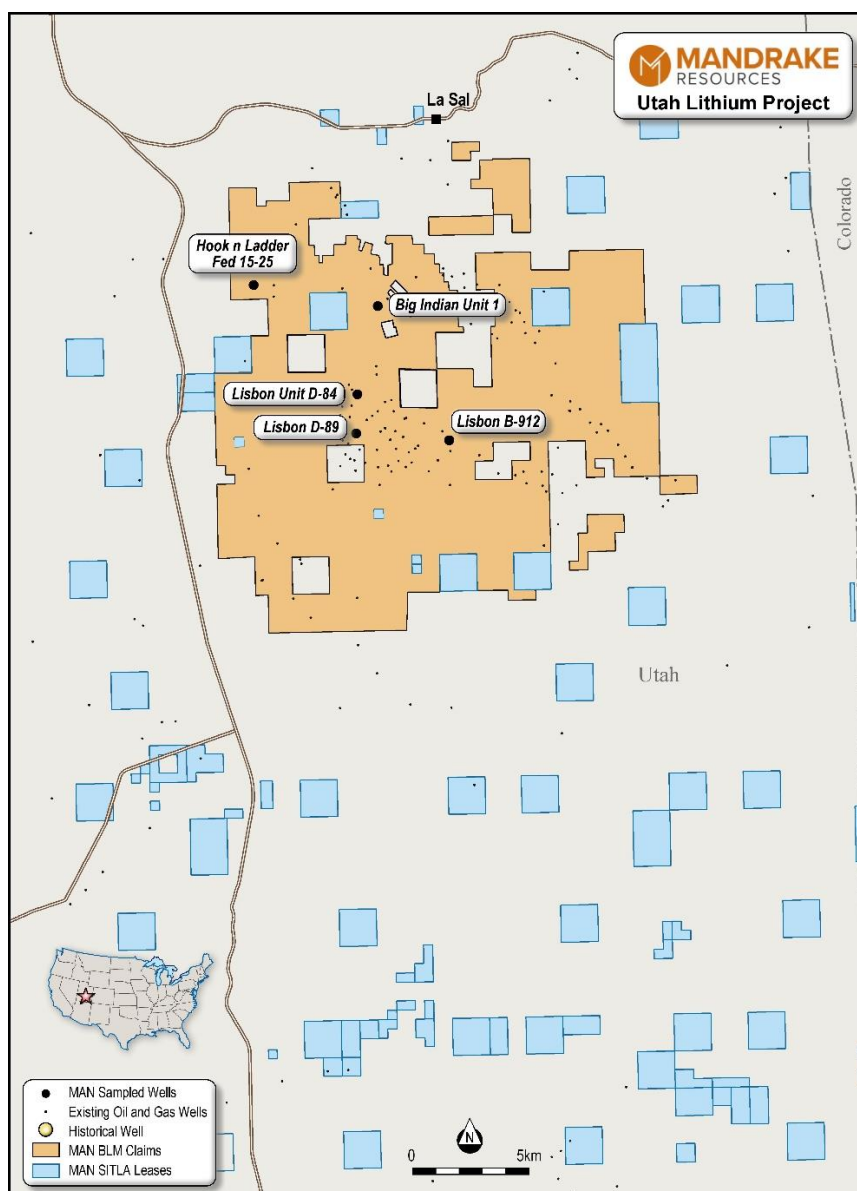 MANDRAKE
RESOURCES
Utah Lithium Project
La Sal
Colorado
Hook n Ladder
Fed 15-25
Big Indian Unit 1
Lisbon Unit D-84
Lisbon D-89
Lisbon B-912
Utah
MAN Sampled Wells
Existing Oil and Gas Wells
Historical Well
MAN BLM Claims
MAN SITLA Leases
N
0
5km